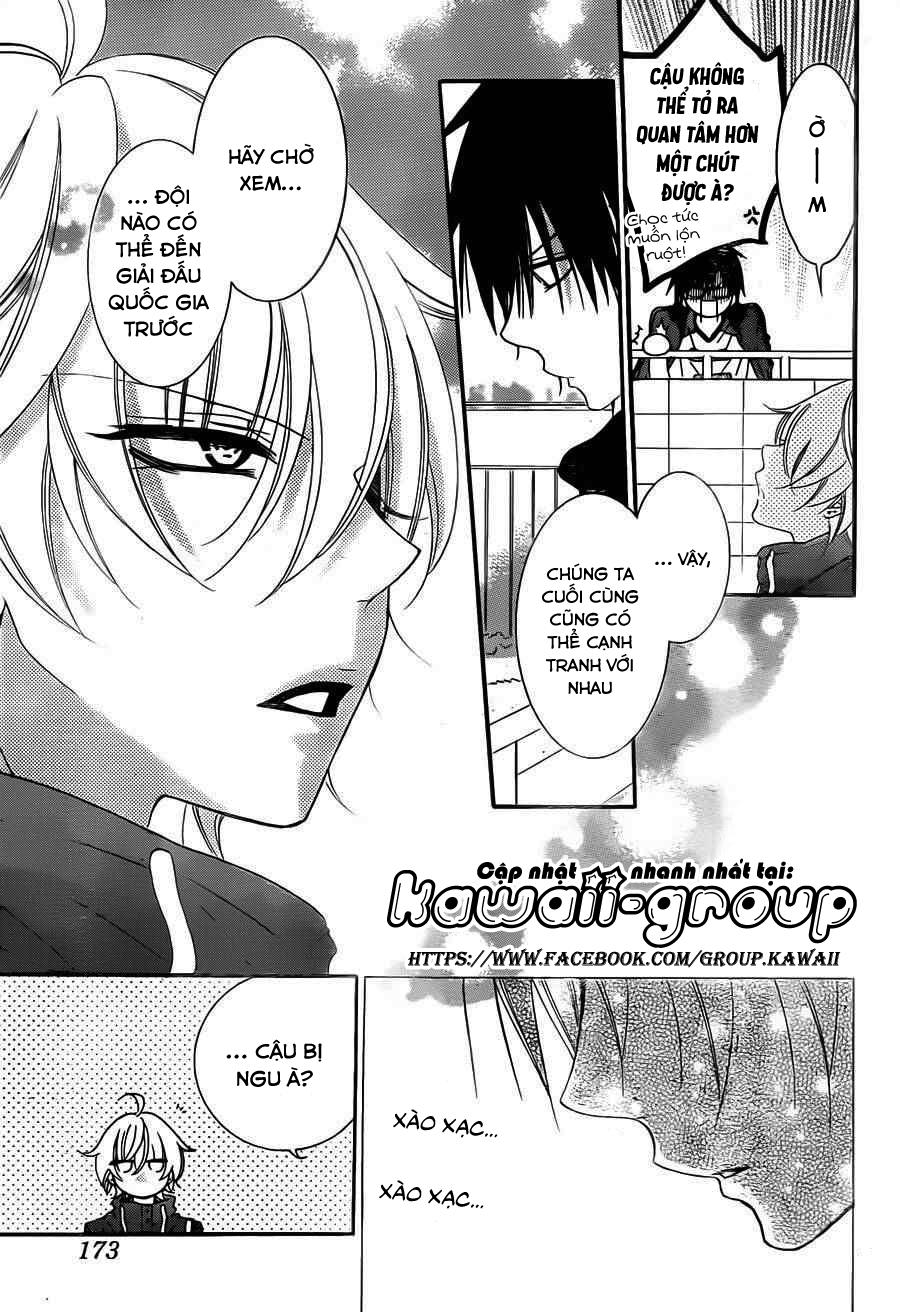 Ờ
—
M
CẬU KHÔNG
THỂ TỎ RA
QUAN TÂM HƠN
MỘT CHÚT
ĐƯỢC À?
Chọc tức
muốn lộn
ruột!
... VẬY,
CHÚNG TA
CUỐI CÙNG
CŨNG CÓ
THỂ CẠNH
TRANH VỚI
NHAU
HÃY CHỜ
XEM...
... ĐỘI
NÀO CÓ
THỂ ĐẾN
GIẢI ĐẤU
QUỐC GIA
TRƯỚC
Cập nhật nhanh nhất tại:
kawaii-group
HTTPS://WWW.FACEBOOK.COM/GROUP.KAWAII
XÀO XẠC...
XÀO XẠC...
... CẬU BỊ
NGU À?
173